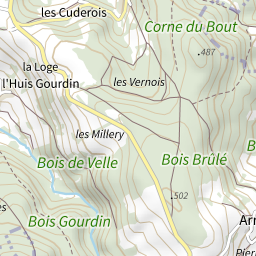 les Cuderois
Corne du Bout
487
la Loge
les Vernois
l'Huis Gourdin
les Millery
Bois de Velle
Bois Brûlé
502
Bois Gourdin